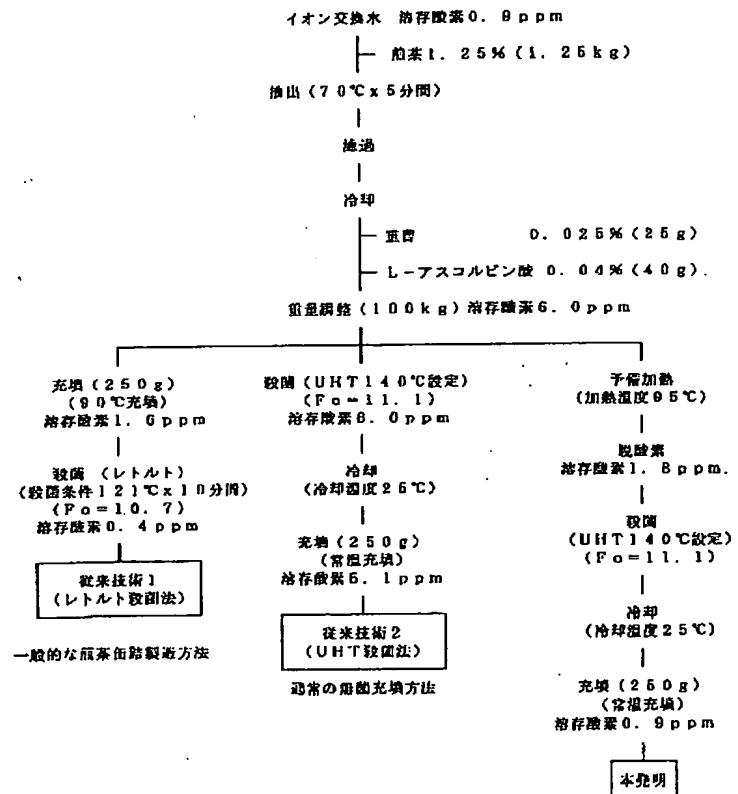 イオン交換水 溶存酸素0.9ppm
煎茶1.25%(1.25kg)
抽出(70℃x5分間)
濾過
冷却
重曹 0.025%(25g)
L-アスコルビン酸 0.04%(40g).
重量調整(100kg)溶存酸素6.0ppm
充填(250g)
(90℃充填)
溶存酸素1.6ppm
殺菌 (レトルト)
(殺菌条件121℃x10分間)
(Fo=10.7)
溶存酸素0.4ppm
従来技術1
(レトルト殺菌法)
一般的な煎茶缶詰製造方法
殺菌(UHT140℃設定)
(Fo=11.1)
溶存酸素6.0ppm
冷却
(冷却温度25℃)
充填(250g)
(常温充填)
溶存酸素6.1ppm
従来技術2
(UHT殺菌法)
通常の無菌充填方法
予備加熱
(加熱温度95℃)
脱酸素
溶存酸素1.8ppm.
殺菌
(UHT140℃設定)
(Fo=11.1)
冷却
(冷却温度25℃)
充填(250g)
(常温充填)
溶存酸素0.9ppm
本発明